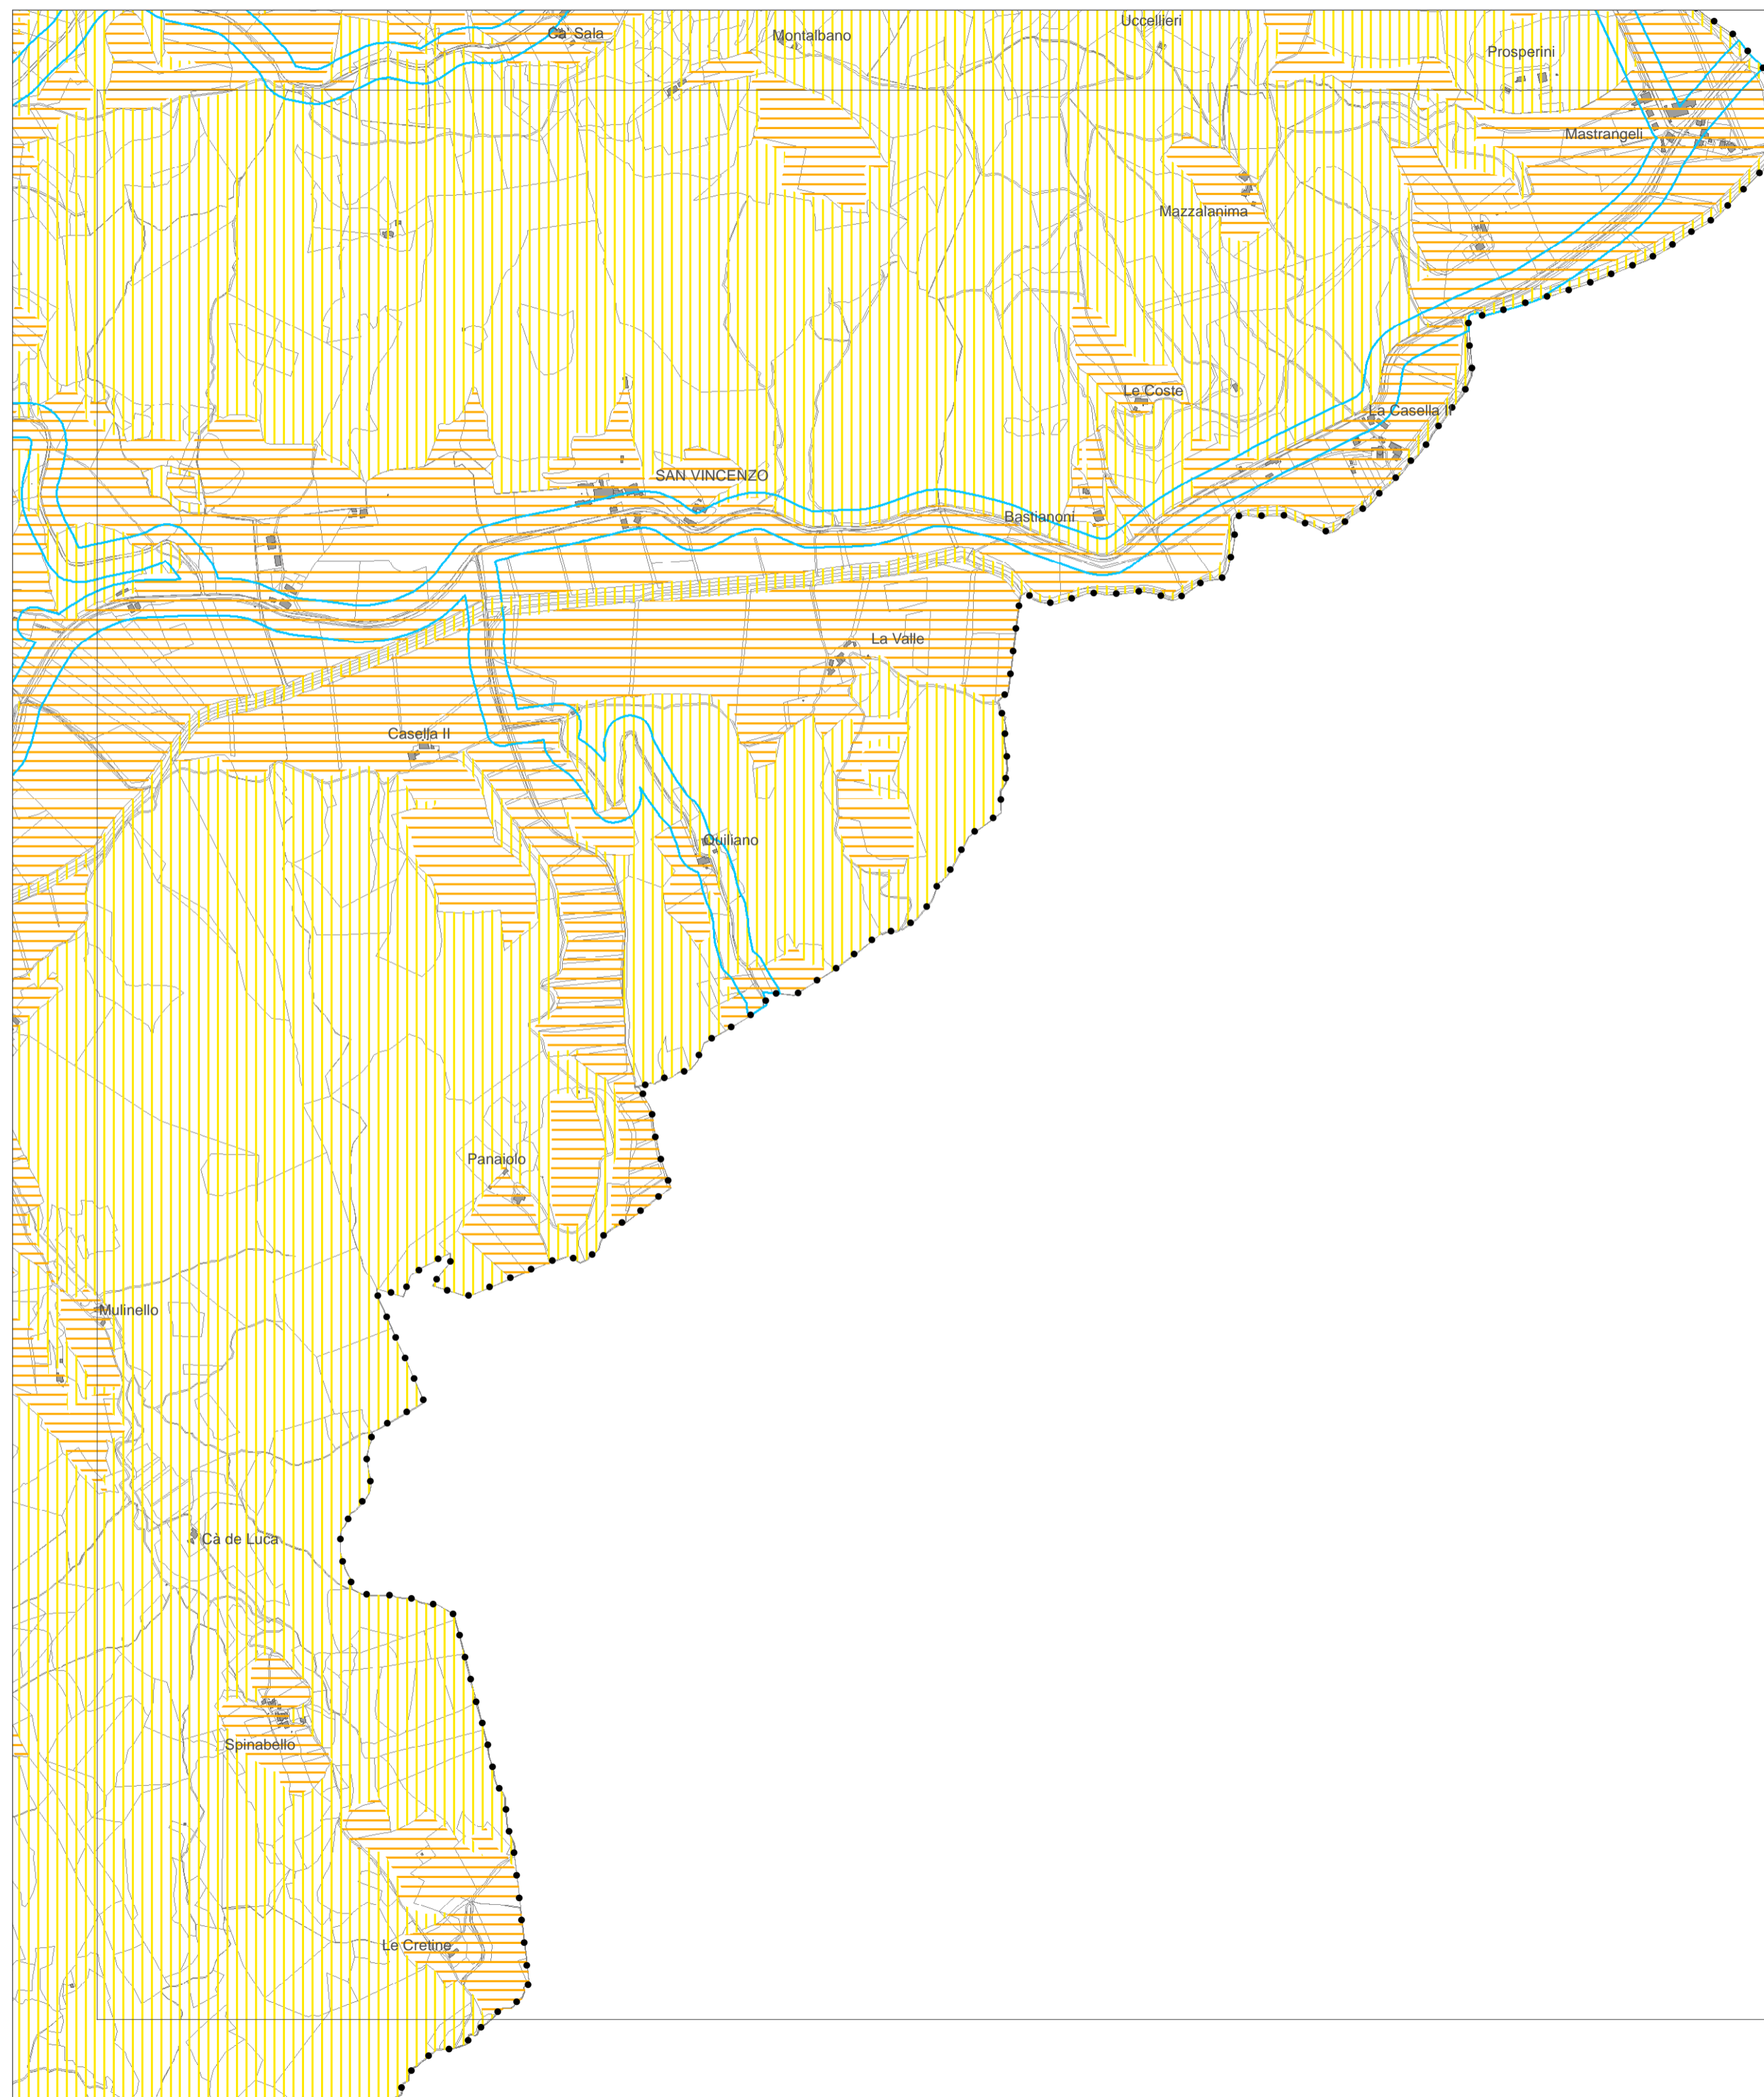 Uccellieri
Cà Sala
Montalbano
Prosperini
Mastrangeli
Mazzalanima
Le Coste
La Casella II
SAN VINCENZO
Bastianoni
La Valle
Casella II
Quiliano
Panaiolo
Mulinello
Cà de Luca
Spinabello
Le Cretine